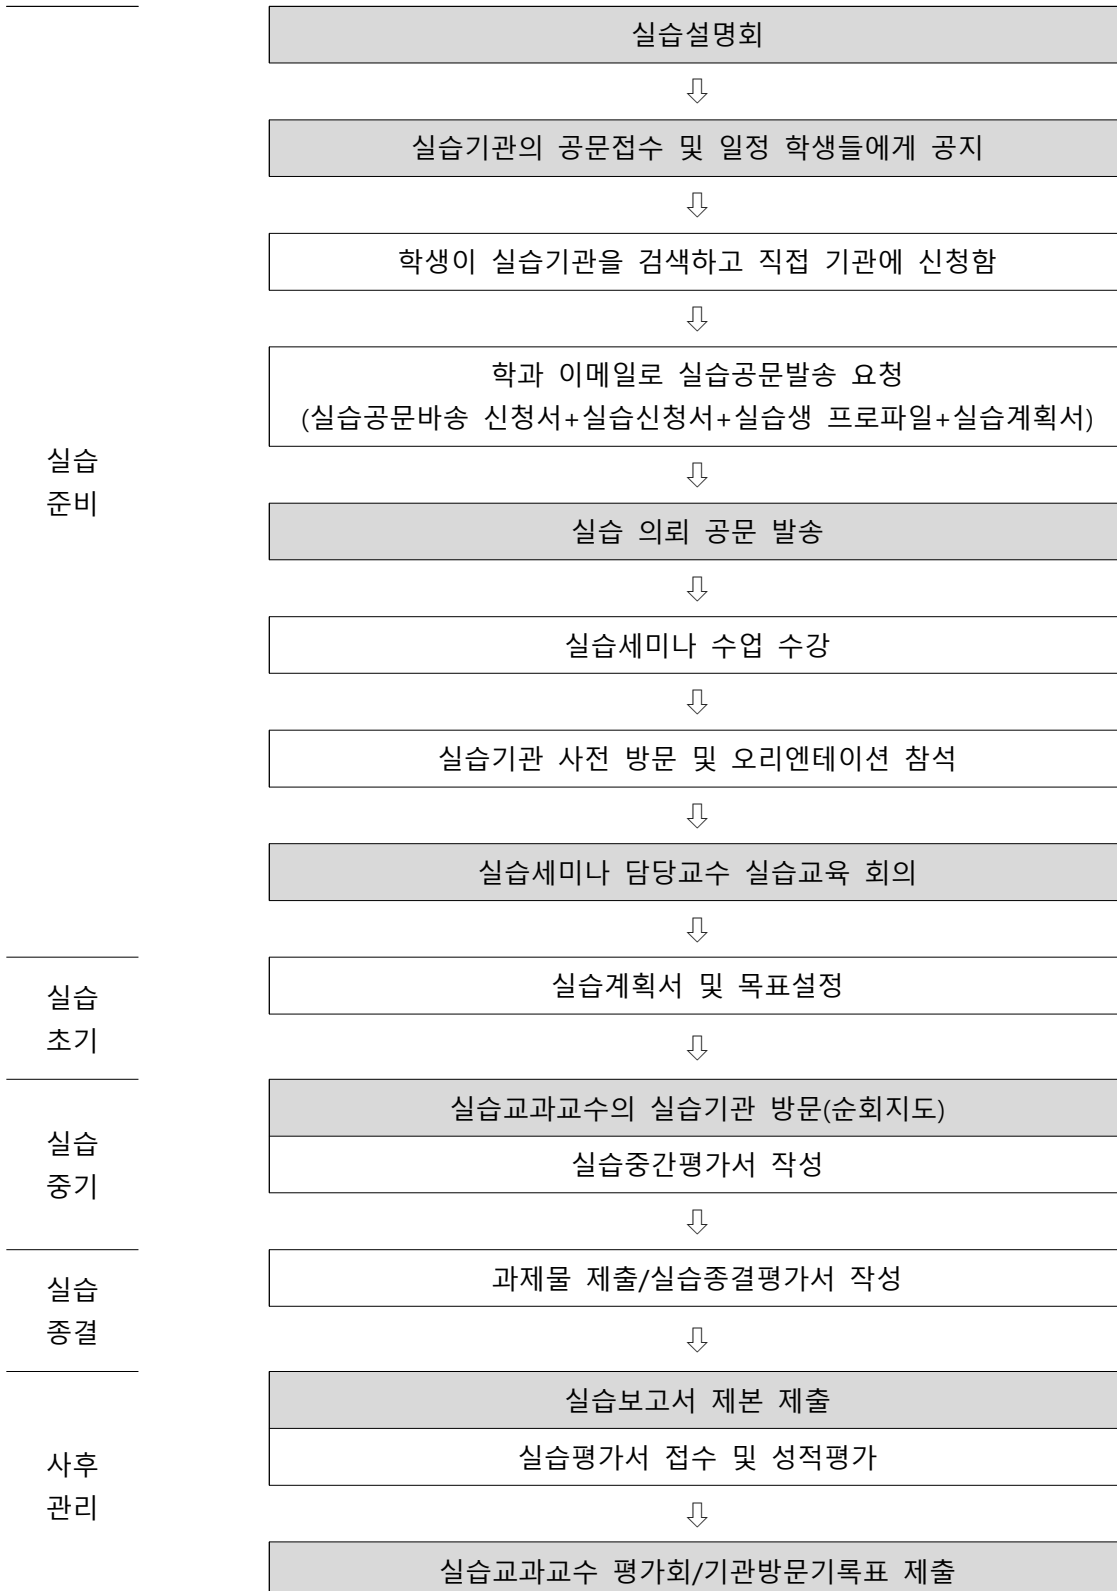 실습설명회
실습기관의 공문접수 및 일정 학생들에게 공지
학생이 실습기관을 검색하고 직접 기관에 신청함
학과 이메일로 실습공문발송 요청
(실습공문바송 신청서+실습신청서+실습생 프로파일+실습계획서)
실습
준비
실습 의뢰 공문 발송
실습세미나 수업 수강
실습기관 사전 방문 및 오리엔테이션 참석
실습세미나 담당교수 실습교육 회의
실습
초기
실습계획서 및 목표설정
실습
중기
실습교과교수의 실습기관 방문(순회지도)
실습중간평가서 작성
실습
종결
과제물 제출/실습종결평가서 작성
사후
관리
실습보고서 제본 제출
실습평가서 접수 및 성적평가
실습교과교수 평가회/기관방문기록표 제출